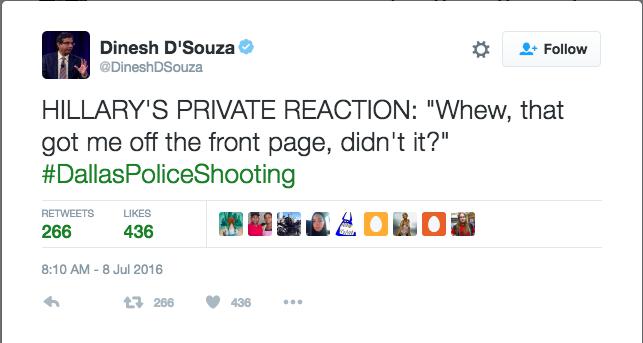 Dinesh D'Souza
@DineshDSouza
Follow
HILLARY'S PRIVATE REACTION: "Whew, that
got me off the front page, didn't it?"
#DallasPoliceShooting
RETWEETS LIKES
266 436
8:10 AM - 8 Jul 2016
266 436